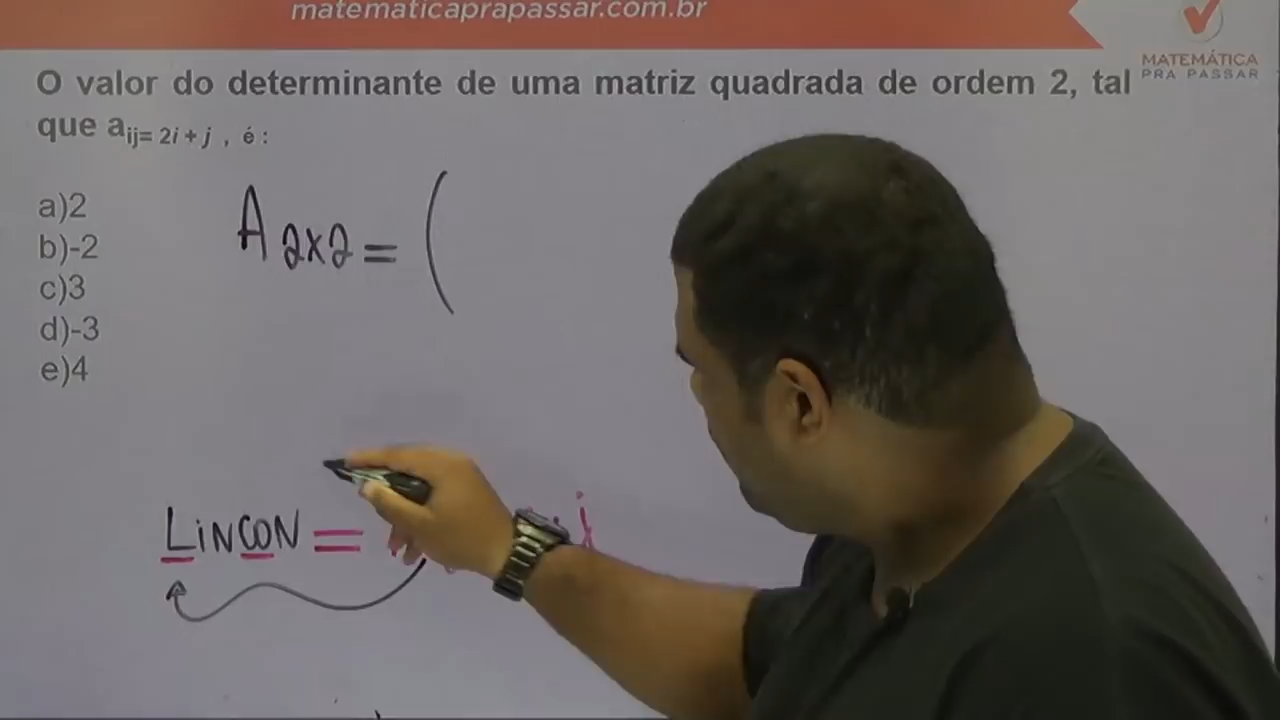 matematicaprapassar.com.br
MATEMÁTICA
PRA PASSAR
O valor do determinante de uma matriz quadrada de ordem 2, tal
que aij= 2i + j , é :
a)2
b)-2
c)3
d)-3
e)4
A 2x2 = (
LiNCON = j